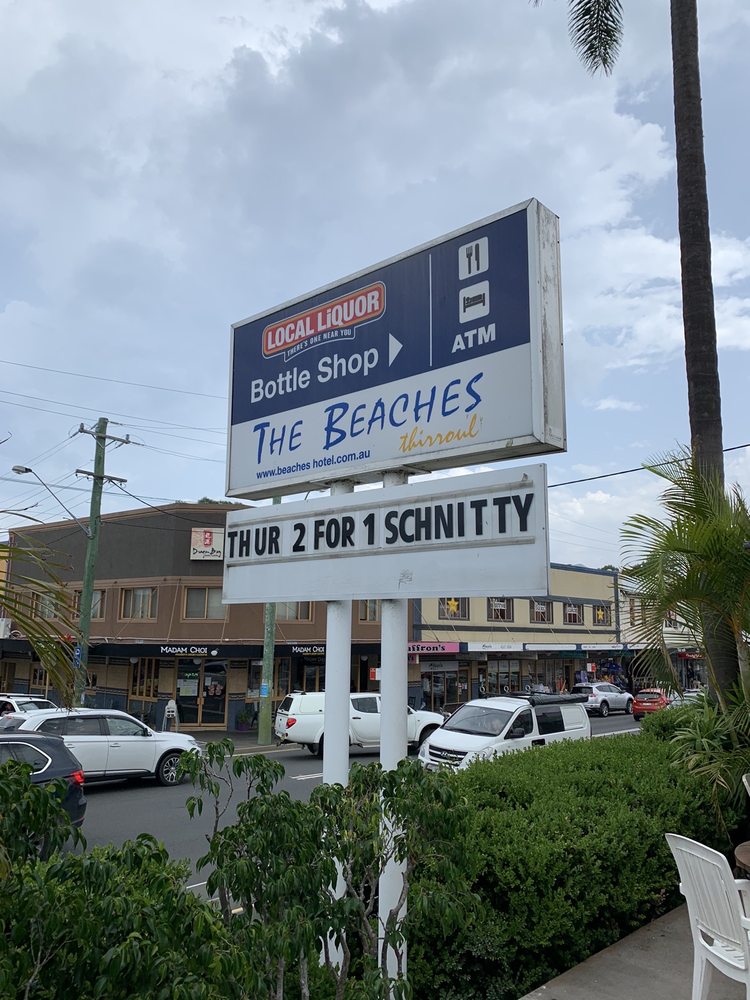 LOCAL LiQUOR
THERE'S ONE NEAR YOU
Bottle Shop
ATM
THE BEACHES
thirroul
www.beaches hotel.com.au
THUR 2 FOR 1 SCHNITTY
MADAM CHOI
MADAM CHOI
affron's